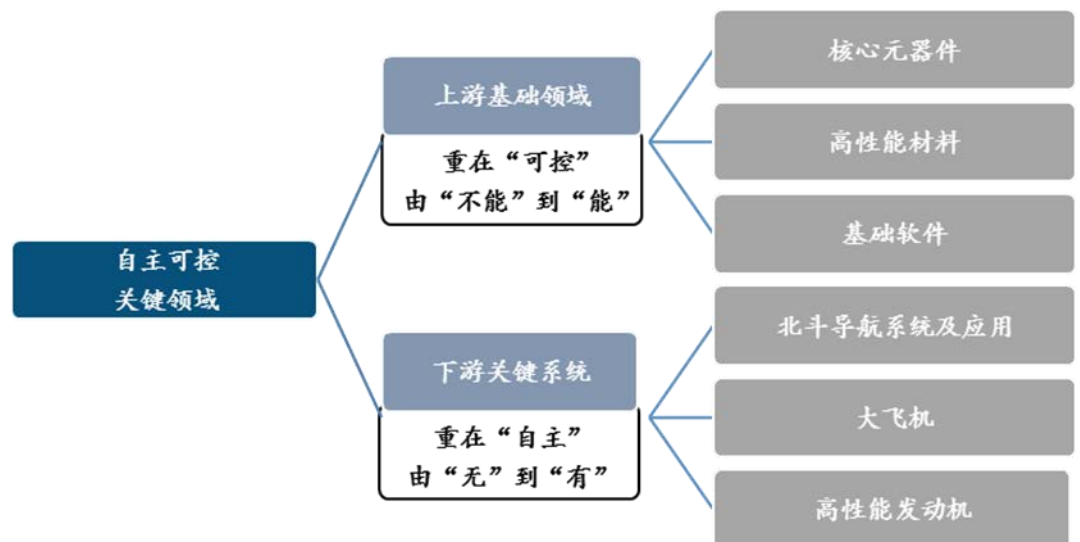 自主可控
关键领域
上游基础领域
重在“可控”
由“不能”到“能”
核心元器件
高性能材料
基础软件
下游关键系统
重在“自主”
由“无”到“有”
北斗导航系统及应用
大飞机
高性能发动机